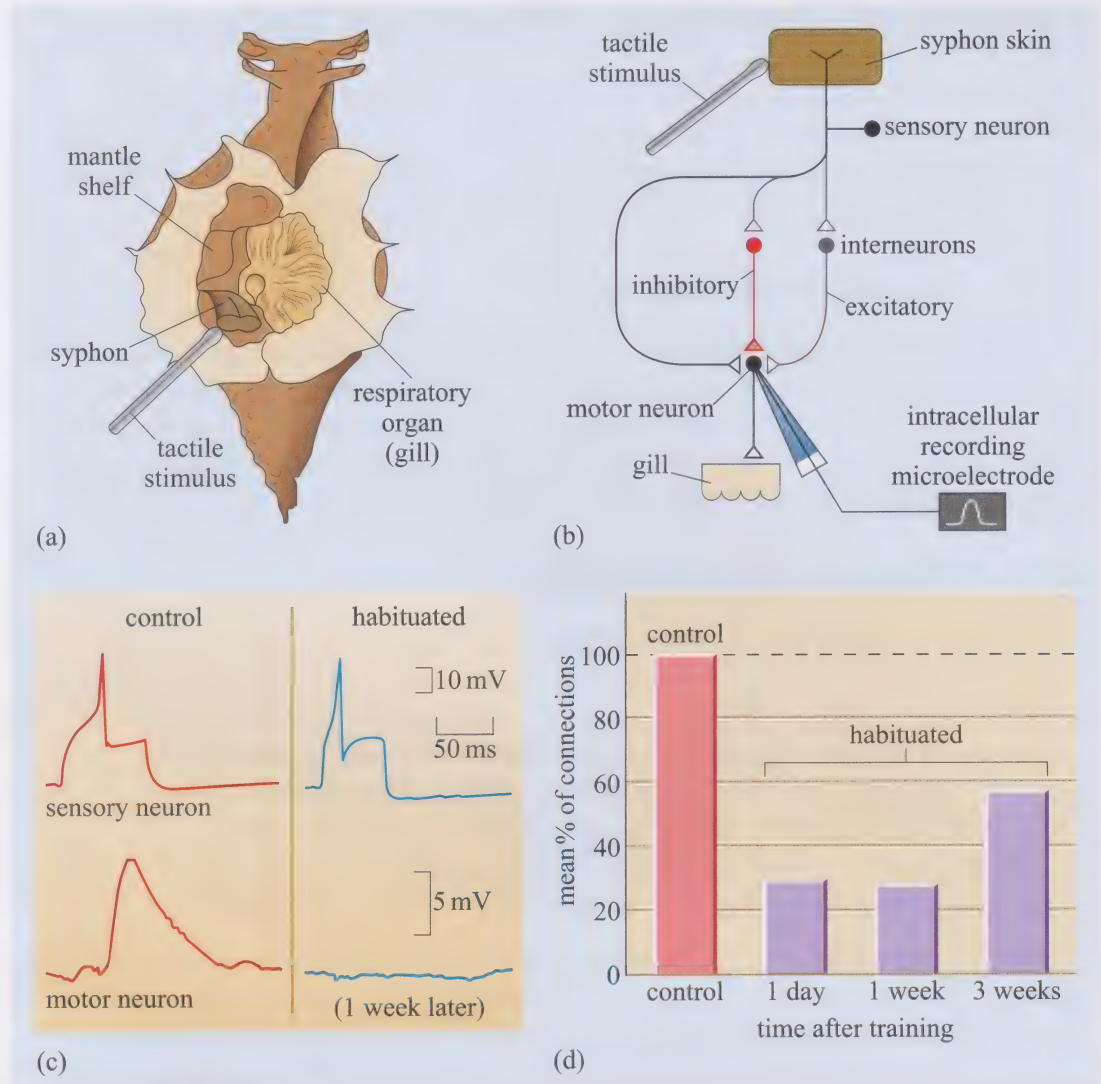 mantle
shelf
syphon
tactile
stimulus
respiratory
organ
(gill)
(a)
tactile
stimulus
syphon skin
sensory neuron
interneurons
inhibitory
excitatory
motor neuron
gill
intracellular
recording
microelectrode
(b)
control
habituated
10 mV
50 ms
sensory neuron
5 mV
motor neuron
(1 week later)
(c)
mean % of connections
100
80
60
40
20
0
control
habituated
control
1 day
1 week
3 weeks
time after training
(d)